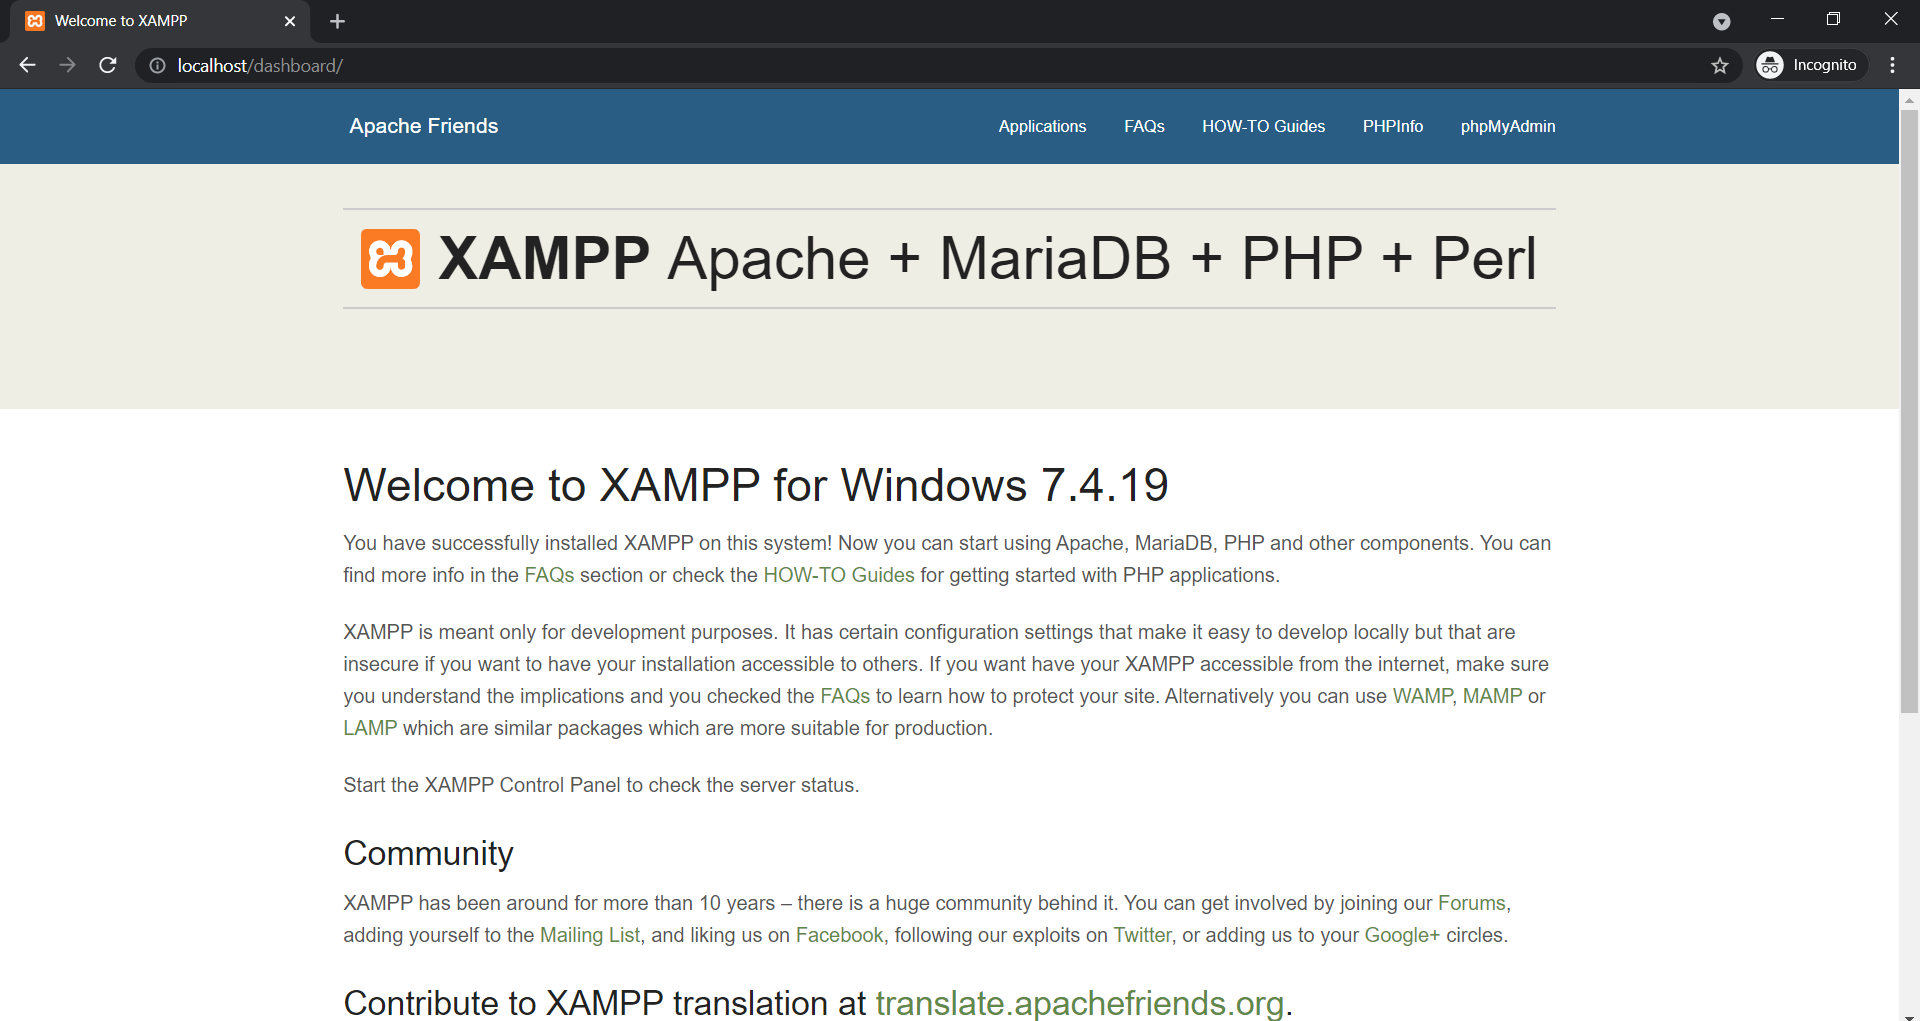 Welcome to XAMPP
localhost/dashboard/
Incognito
Apache Friends
Applications
FAQs
HOW-TO Guides
PHPInfo
phpMyAdmin
XAMPP Apache + MariaDB + PHP + Perl
Welcome to XAMPP for Windows 7.4.19
You have successfully installed XAMPP on this system! Now you can start using Apache, MariaDB, PHP and other components. You can
find more info in the FAQs section or check the HOW-TO Guides for getting started with PHP applications.
XAMPP is meant only for development purposes. It has certain configuration settings that make it easy to develop locally but that are
insecure if you want to have your installation accessible to others. If you want have your XAMPP accessible from the internet, make sure
you understand the implications and you checked the FAQs to learn how to protect your site. Alternatively you can use WAMP, MAMP or
LAMP which are similar packages which are more suitable for production.
Start the XAMPP Control Panel to check the server status.
Community
XAMPP has been around for more than 10 years – there is a huge community behind it. You can get involved by joining our Forums,
adding yourself to the Mailing List, and liking us on Facebook, following our exploits on Twitter, or adding us to your Google+ circles.
Contribute to XAMPP translation at translate.apachefriends.org.